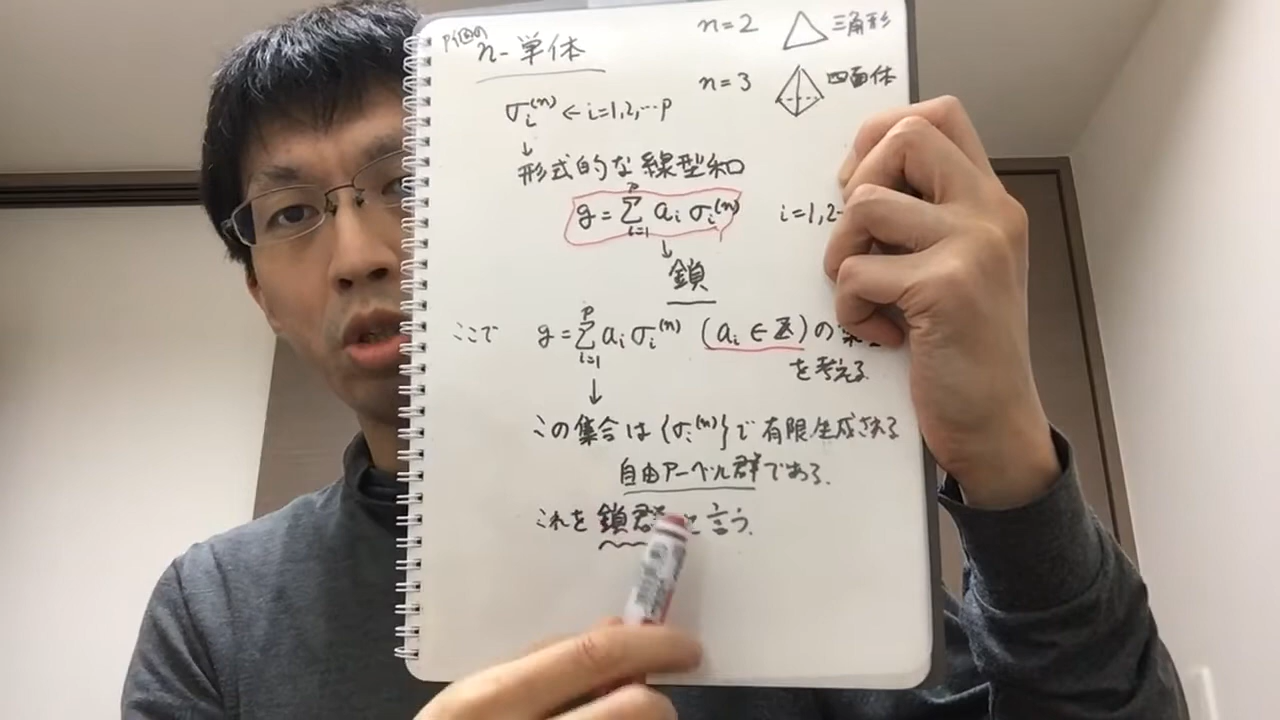 P個の
n-単体
n=2 三角形
n=3 四面体
σᵢ⁽ⁿ⁾ ← i=1,2,…p
↓
形式的な線型和
g = Σᵢ₌₁ᵖ aᵢ σᵢ⁽ⁿ⁾ i=1,2
↓
鎖
ここで g = Σᵢ₌₁ᵖ aᵢ σᵢ⁽ⁿ⁾ (aᵢ ∈ ℤ) の
を考える
↓
この集合は {σᵢ⁽ⁿ⁾} で有限生成される
自由アーベル群である.
これを鎖群と言う.